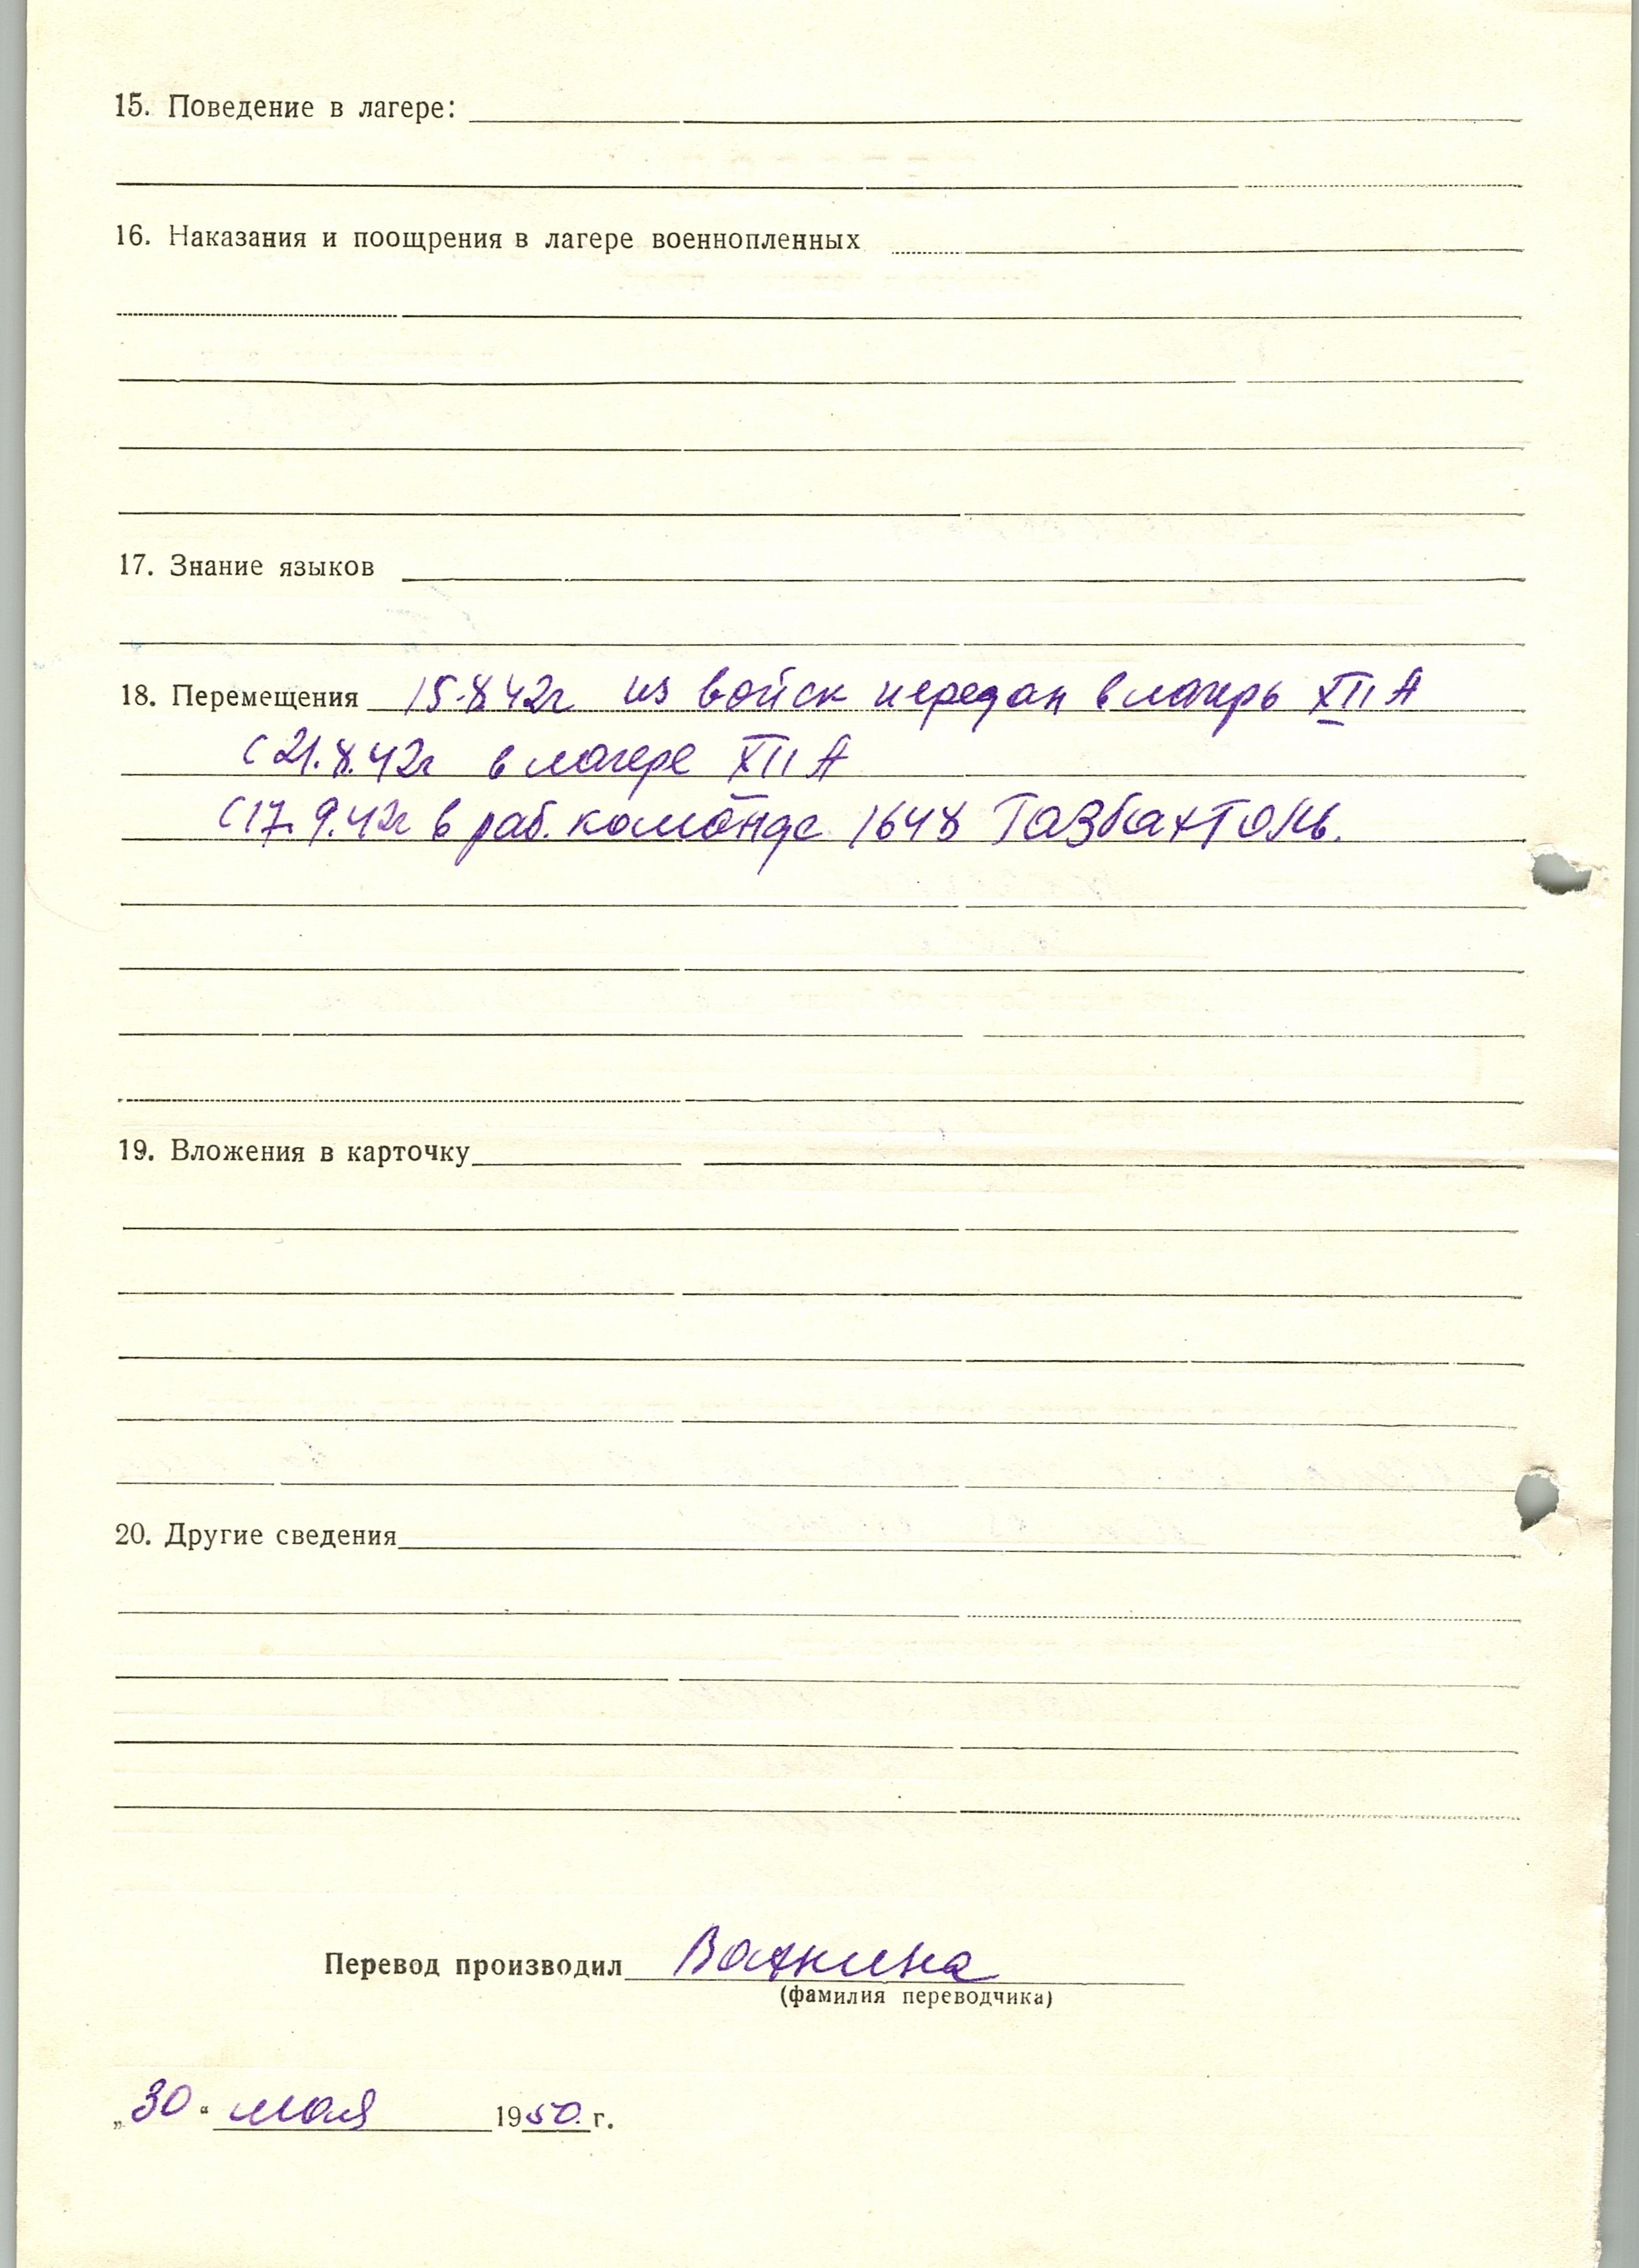 15. Поведение в лагере:
16. Наказания и поощрения в лагере военнопленных
17. Знание языков
18. Перемещения 15.8.42г из войск передан в лагерь XII А
С 21.8.42г в лагере XII А
С 17.9.42г в раб. команде 1648
19. Вложения в карточку
20. Другие сведения
Перевод производил
(фамилия переводчика)
„30“ мая 1950 г.